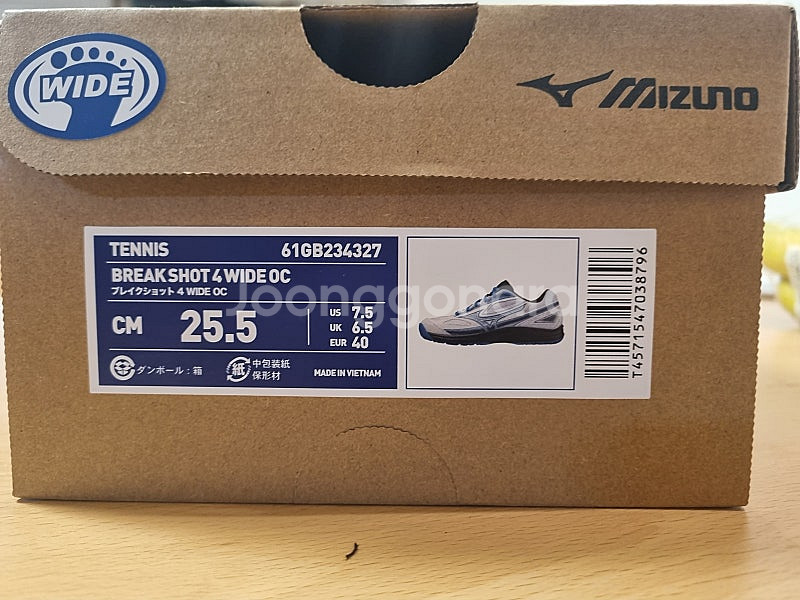 WIDE
MIZUNO
TENNIS 61GB234327
BREAK SHOT 4 WIDE OC
ブレイクショット 4 WIDE OC
CM 25.5
US 7.5
UK 6.5
EUR 40
ダンボール：箱
紙 中包装紙
保形材
MADE IN VIETNAM
T4571547038796
Joonggonara